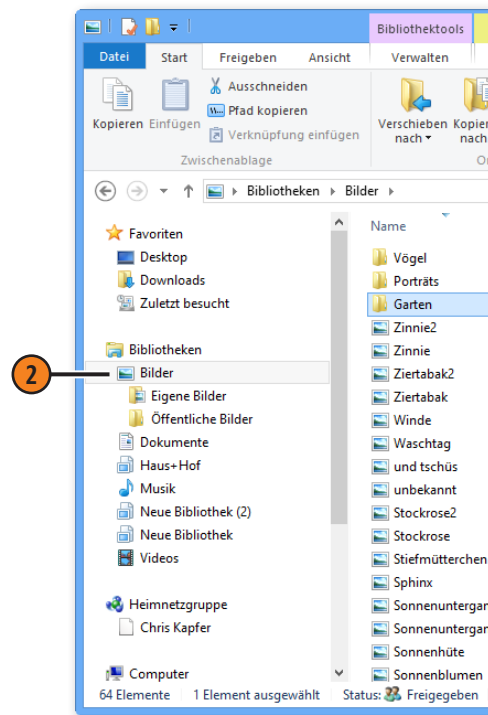 Bibliothektools
Datei Start Freigeben Ansicht Verwalten
Ausschneiden
Pfad kopieren
Verknüpfung einfügen
Kopieren Einfügen
Verschieben nach
nach
Zwischenablage
Bibliotheken Bilder
Favoriten
Desktop
Downloads
Zuletzt besucht
Bibliotheken
Bilder
Eigene Bilder
Öffentliche Bilder
Dokumente
Haus+Hof
Musik
Neue Bibliothek (2)
Neue Bibliothek
Videos
Heimnetzgruppe
Chris Kapfer
Computer
2
Name
Vögel
Porträts
Garten
Zinnie2
Zinnie
Ziertabak2
Ziertabak
Winde
Waschtag
und tschüs
unbekannt
Stockrose2
Stockrose
Stiefmütterchen
Sphinx
Sonnenuntergan
Sonnenuntergan
Sonnenhüte
Sonnenblumen
64 Elemente 1 Element ausgewählt Status: Freigegeben